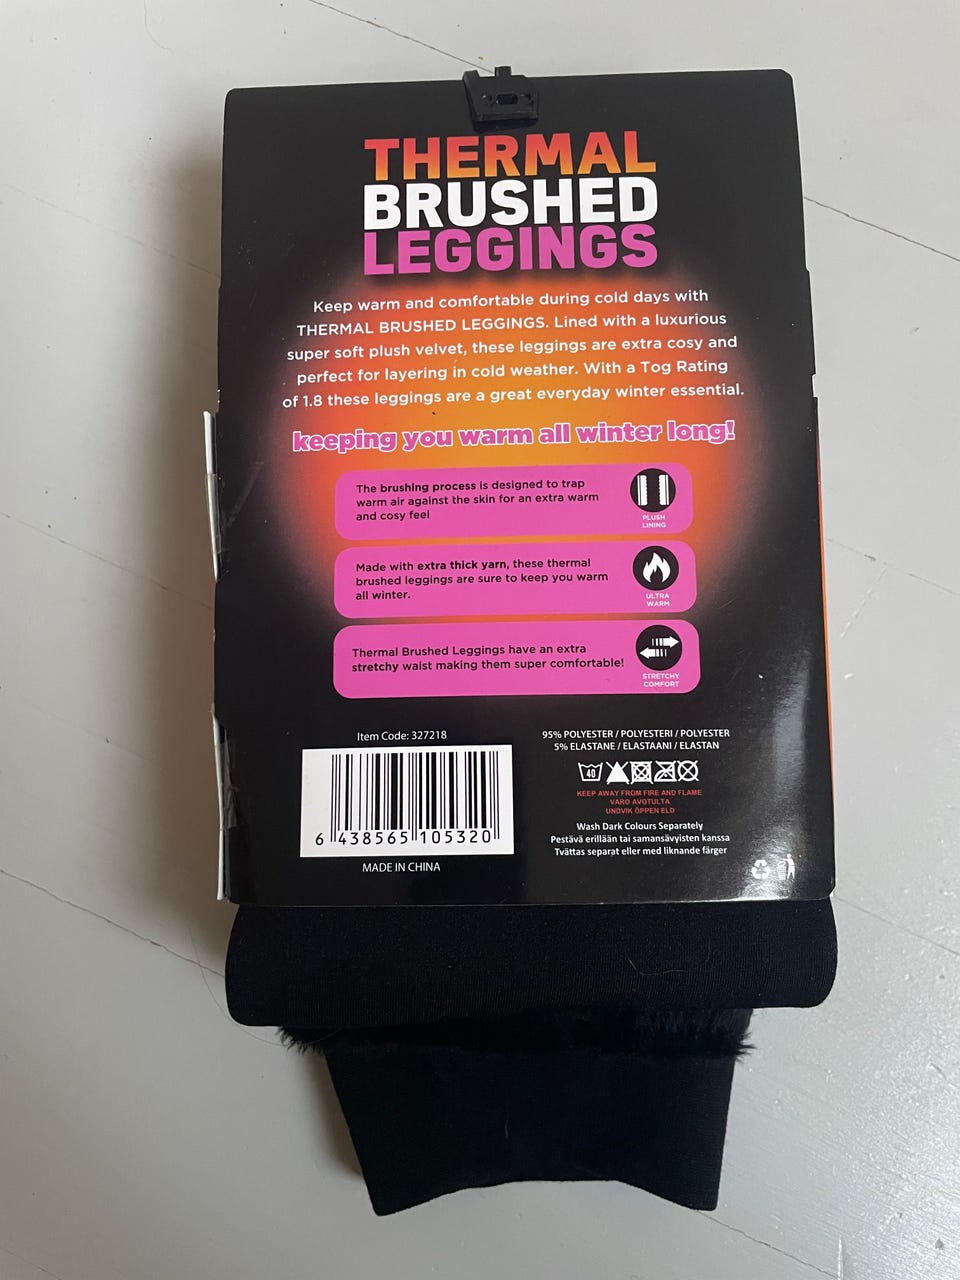 THERMAL
BRUSHED
LEGGINGS
Keep warm and comfortable during cold days with
THERMAL BRUSHED LEGGINGS. Lined with a luxurious
super soft plush velvet, these leggings are extra cosy and
perfect for layering in cold weather. With a Tog Rating
of 1.8 these leggings are a great everyday winter essential.
keeping you warm all winter long!
The brushing process is designed to trap
warm air against the skin for an extra warm
and cosy feel
PLUSH
LINING
Made with extra thick yarn, these thermal
brushed leggings are sure to keep you warm
all winter.
ULTRA
WARM
Thermal Brushed Leggings have an extra
stretchy waist making them super comfortable!
STRETCHY
COMFORT
Item Code: 327218
6 438565 105320
MADE IN CHINA
95% POLYESTER / POLYESTERI / POLYESTER
5% ELASTANE / ELASTAANI / ELASTAN
40
KEEP AWAY FROM FIRE AND FLAME
VARO AVOTULTA
UNDVIK ÖPPEN ELD
Wash Dark Colours Separately
Pestävä erillään tai samansävyisten kanssa
Tvättas separat eller med liknande färger